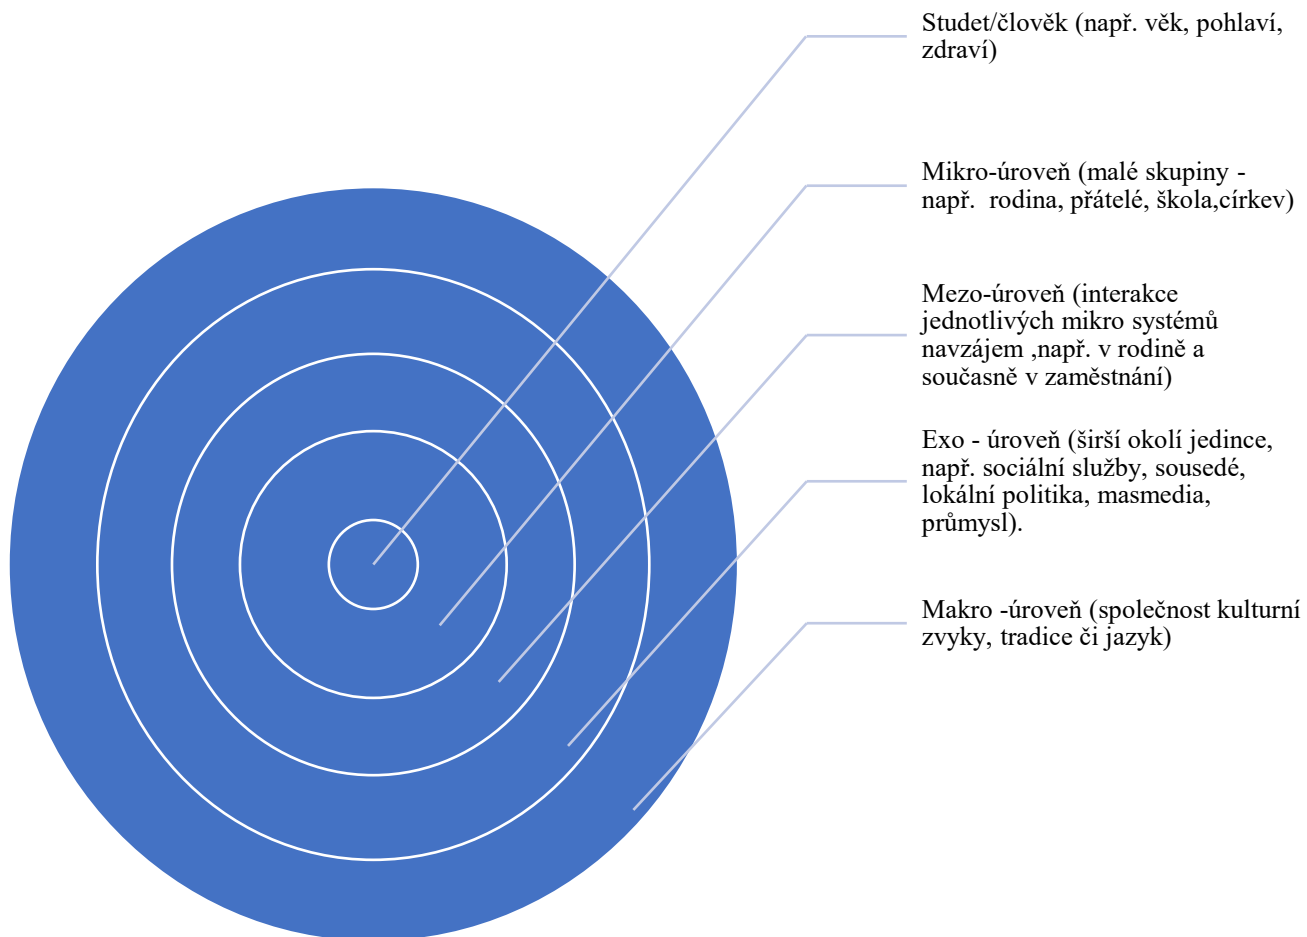 Studet/člověk (např. věk, pohlaví,
zdraví)
Mikro-úroveň (malé skupiny -
např.  rodina, přátelé, škola,církev)
Mezo-úroveň (interakce
jednotlivých mikro systémů
navzájem ,např. v rodině a
současně v zaměstnání)
Exo - úroveň (širší okolí jedince,
např. sociální služby, sousedé,
lokální politika, masmedia,
průmysl).
Makro -úroveň (společnost kulturní
zvyky, tradice či jazyk)